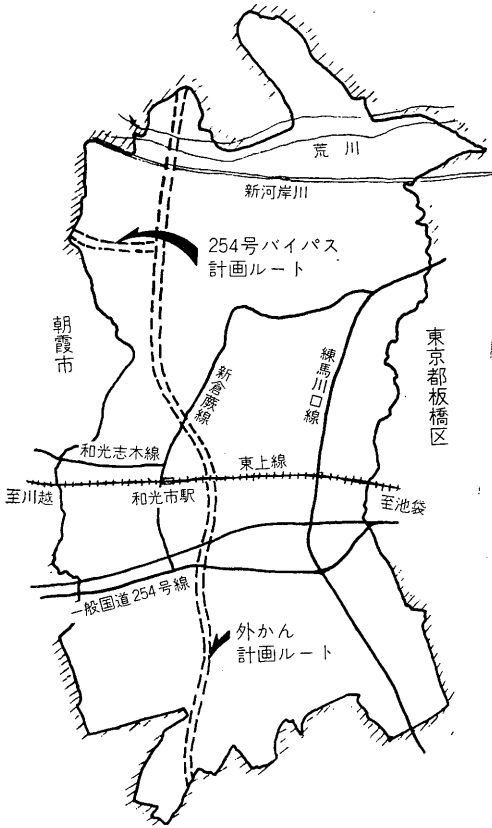 荒川
新河岸川
254号バイパス
計画ルート
朝霞市
東京都板橋区
新倉蕨線
練馬川口線
和光志木線
東上線
至川越
和光市駅
至池袋
一般国道254号線
外かん
計画ルート